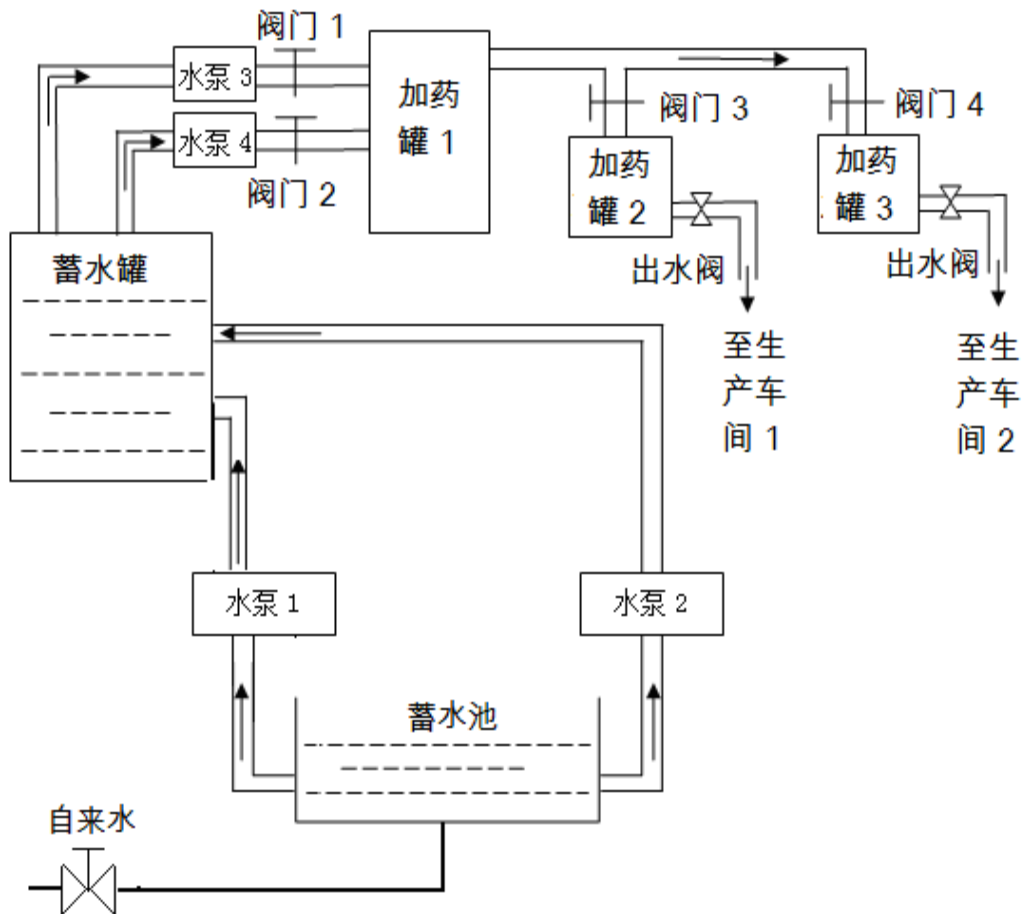 阀门 1
水泵 3
加药
罐 1
水泵 4
阀门 2
阀门 3
阀门 4
加药
罐 2
加药
罐 3
出水阀
出水阀
蓄水罐
至生
产车
间 1
至生
产车
间 2
水泵 1
水泵 2
蓄水池
自来水